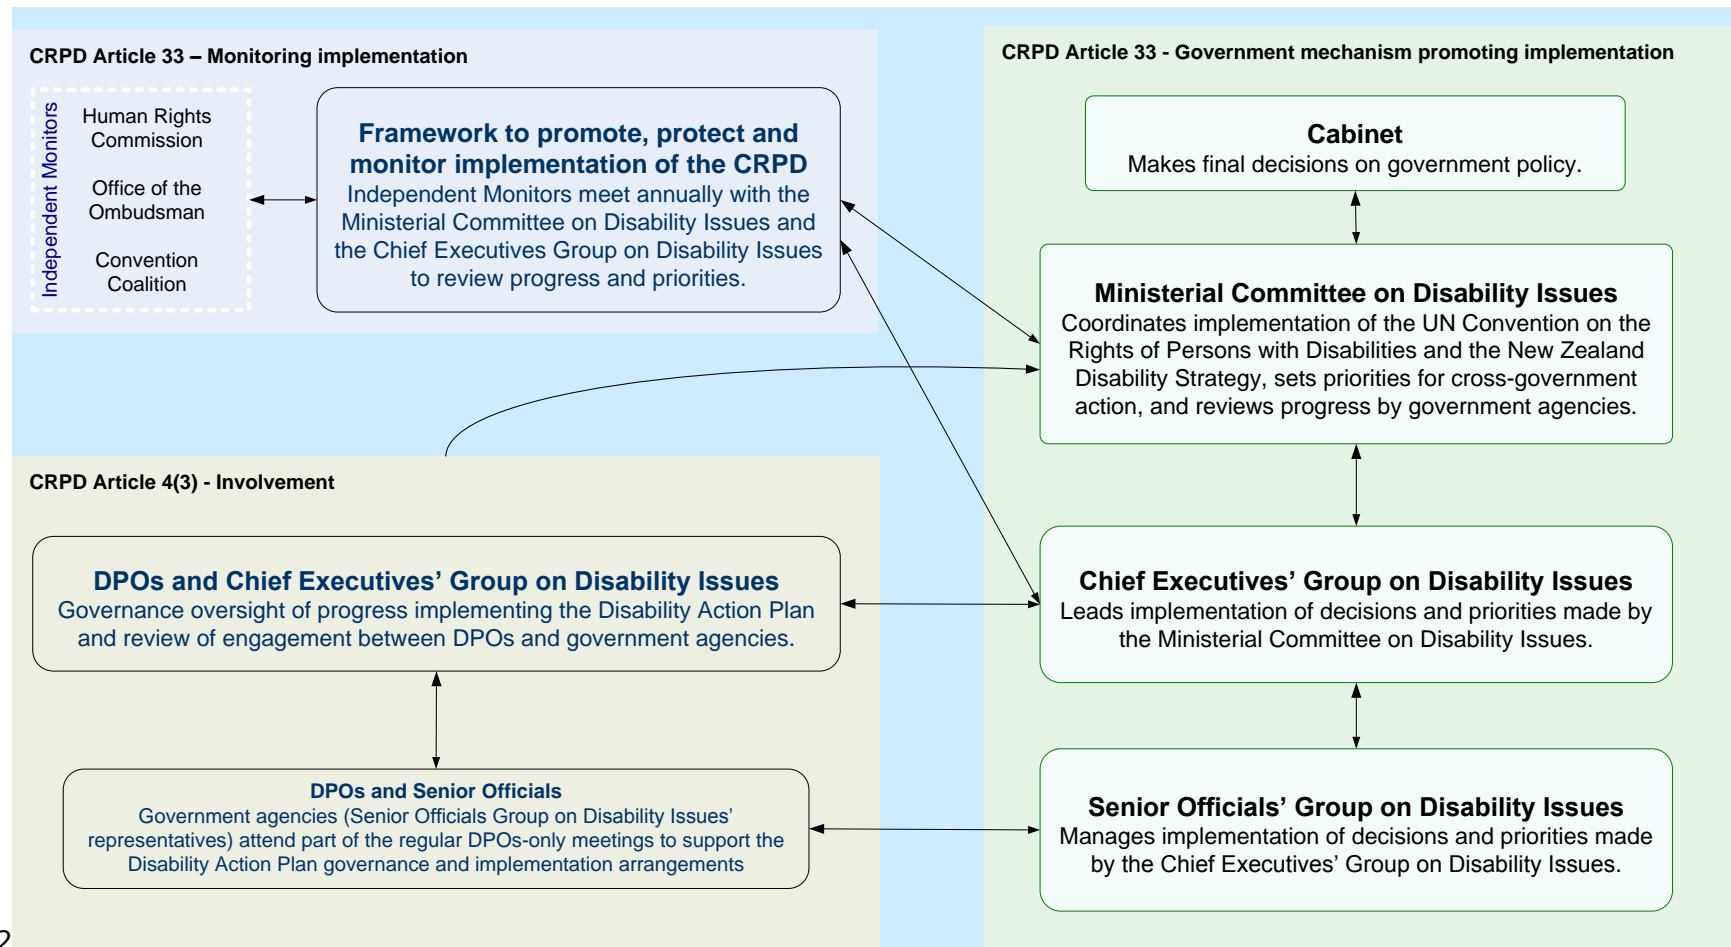 CRPD Article 33 – Monitoring implementation
Independent Monitors
Human Rights
Commission
Office of the
Ombudsman
Convention
Coalition
Framework to promote, protect and
monitor implementation of the CRPD
Independent Monitors meet annually with the
Ministerial Committee on Disability Issues and
the Chief Executives Group on Disability Issues
to review progress and priorities.
CRPD Article 4(3) - Involvement
DPOs and Chief Executives’ Group on Disability Issues
Governance oversight of progress implementing the Disability Action Plan
and review of engagement between DPOs and government agencies.
DPOs and Senior Officials
Government agencies (Senior Officials Group on Disability Issues’
representatives) attend part of the regular DPOs-only meetings to support the
Disability Action Plan governance and implementation arrangements
CRPD Article 33 - Government mechanism promoting implementation
Cabinet
Makes final decisions on government policy.
Ministerial Committee on Disability Issues
Coordinates implementation of the UN Convention on the
Rights of Persons with Disabilities and the New Zealand
Disability Strategy, sets priorities for cross-government
action, and reviews progress by government agencies.
Chief Executives’ Group on Disability Issues
Leads implementation of decisions and priorities made by
the Ministerial Committee on Disability Issues.
Senior Officials’ Group on Disability Issues
Manages implementation of decisions and priorities made
by the Chief Executives’ Group on Disability Issues.
2